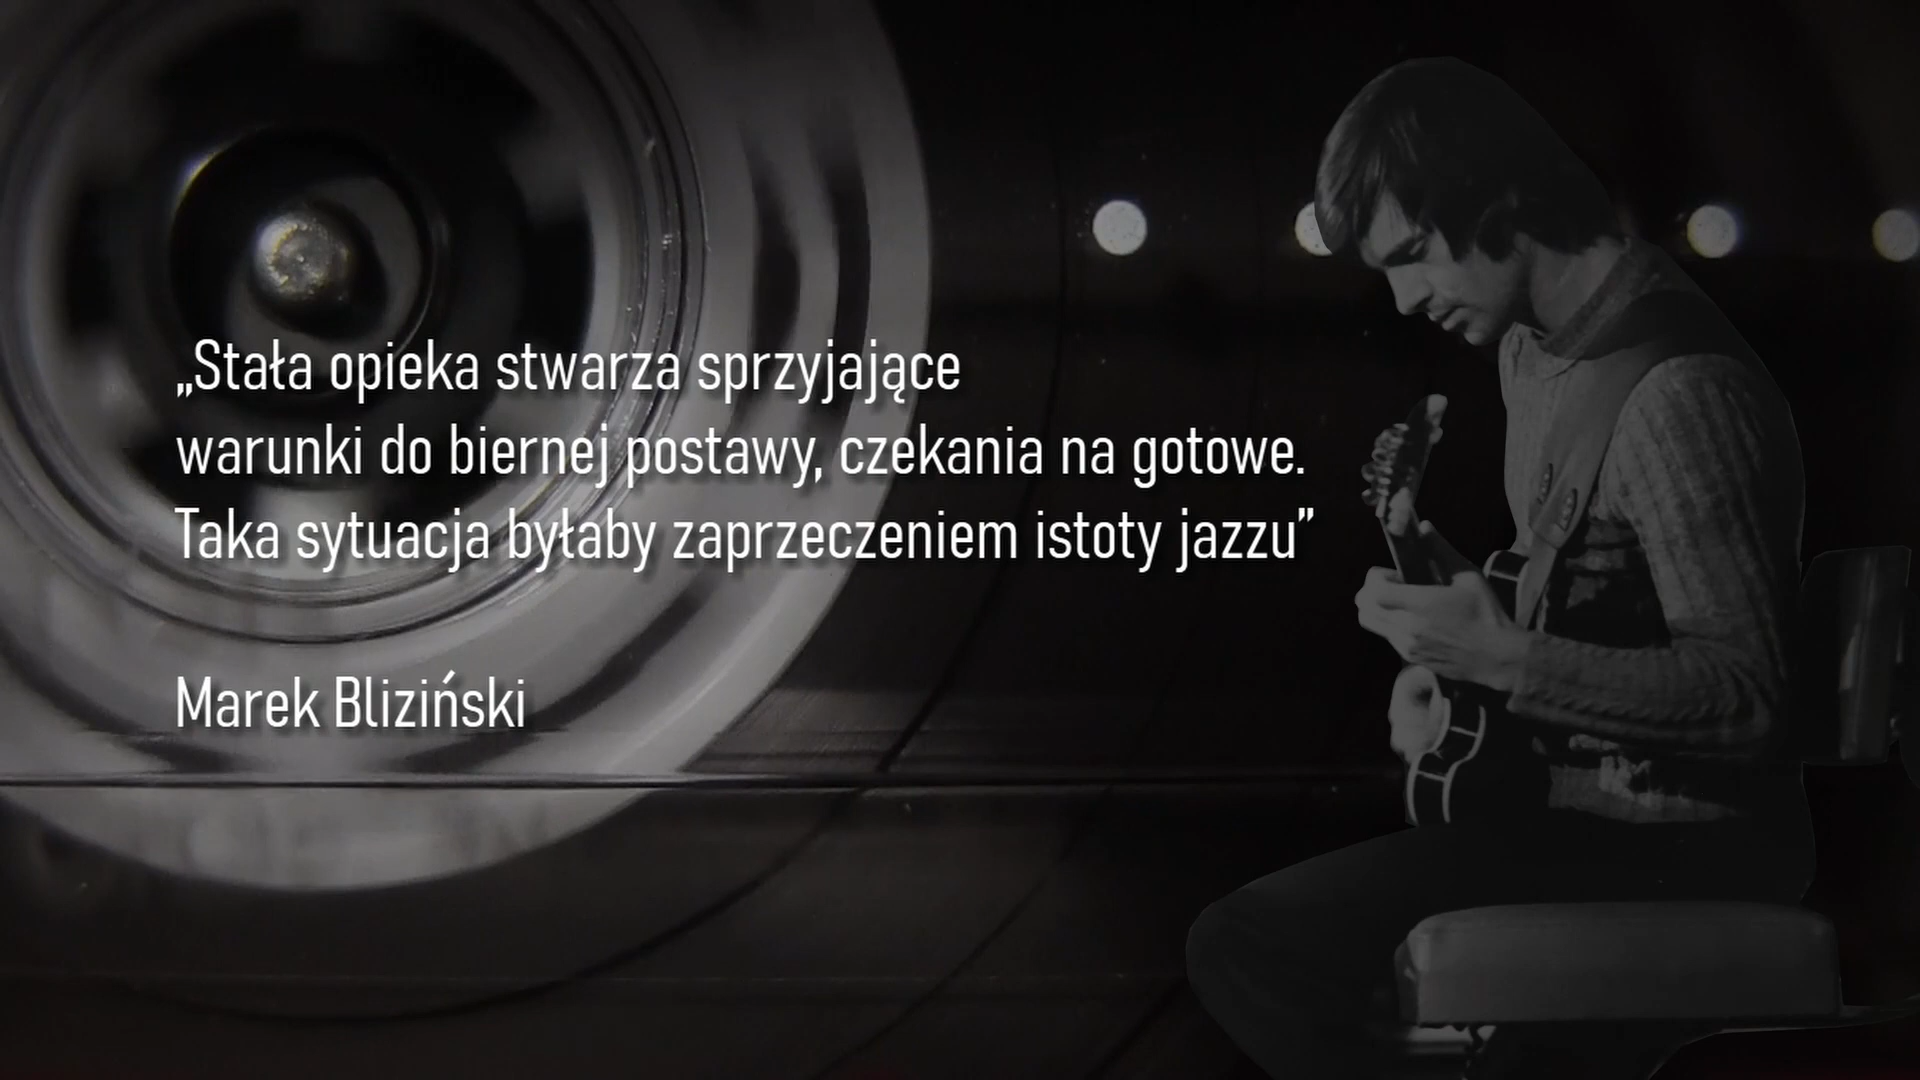 „Stała opieka stwarza sprzyjające
warunki do biernej postawy, czekania na gotowe.
Taka sytuacja byłaby zaprzeczeniem istoty jazzu”
Marek Bliziński